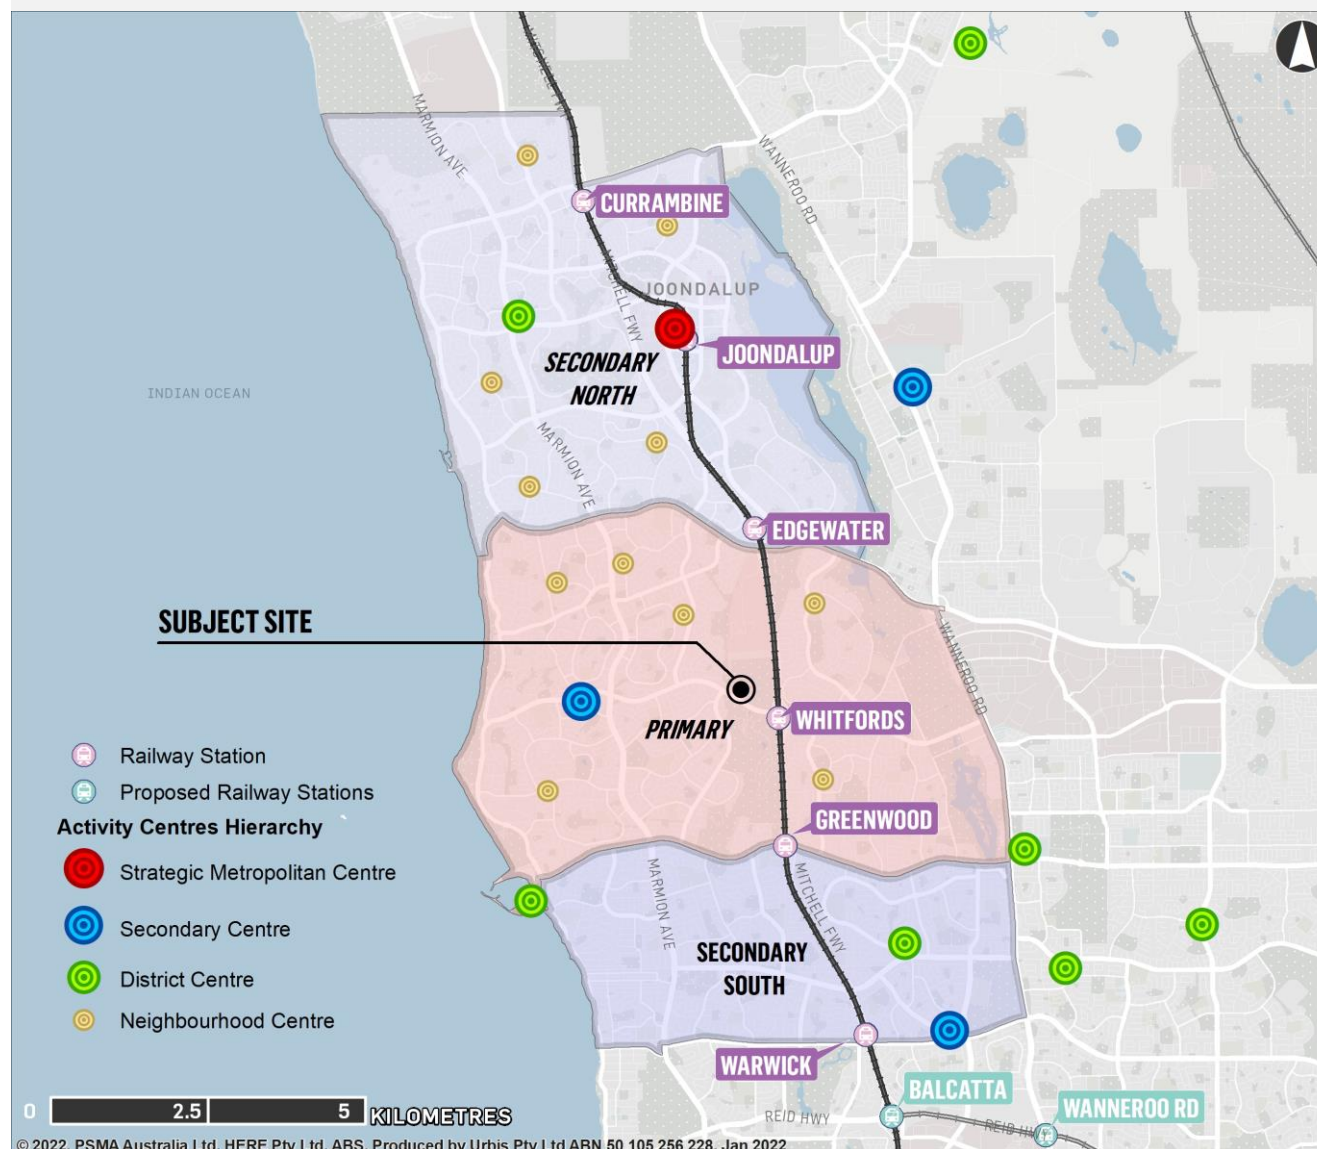 MITCHELL FWY
MARMION AVE
WANNEROO RD
CURRAMBINE
MITCHELL FWY
JOONDALUP
JOONDALUP
SECONDARY
NORTH
INDIAN OCEAN
MARMION AVE
EDGEWATER
SUBJECT SITE
WANNEROO RD
PRIMARY
WHITFORDS
Railway Station
Proposed Railway Stations
Activity Centres Hierarchy
Strategic Metropolitan Centre
Secondary Centre
District Centre
Neighbourhood Centre
GREENWOOD
MARMION AVE
MITCHELL FWY
SECONDARY
SOUTH
WARWICK
BALCATTA
WANNEROO RD
REID HWY
REID HWY
0 2.5 5 KILOMETRES
© 2022. PSMA Australia Ltd, HERE Pty Ltd, ABS. Produced by Urbis Pty Ltd ABN 50 105 256 228, Jan 2022